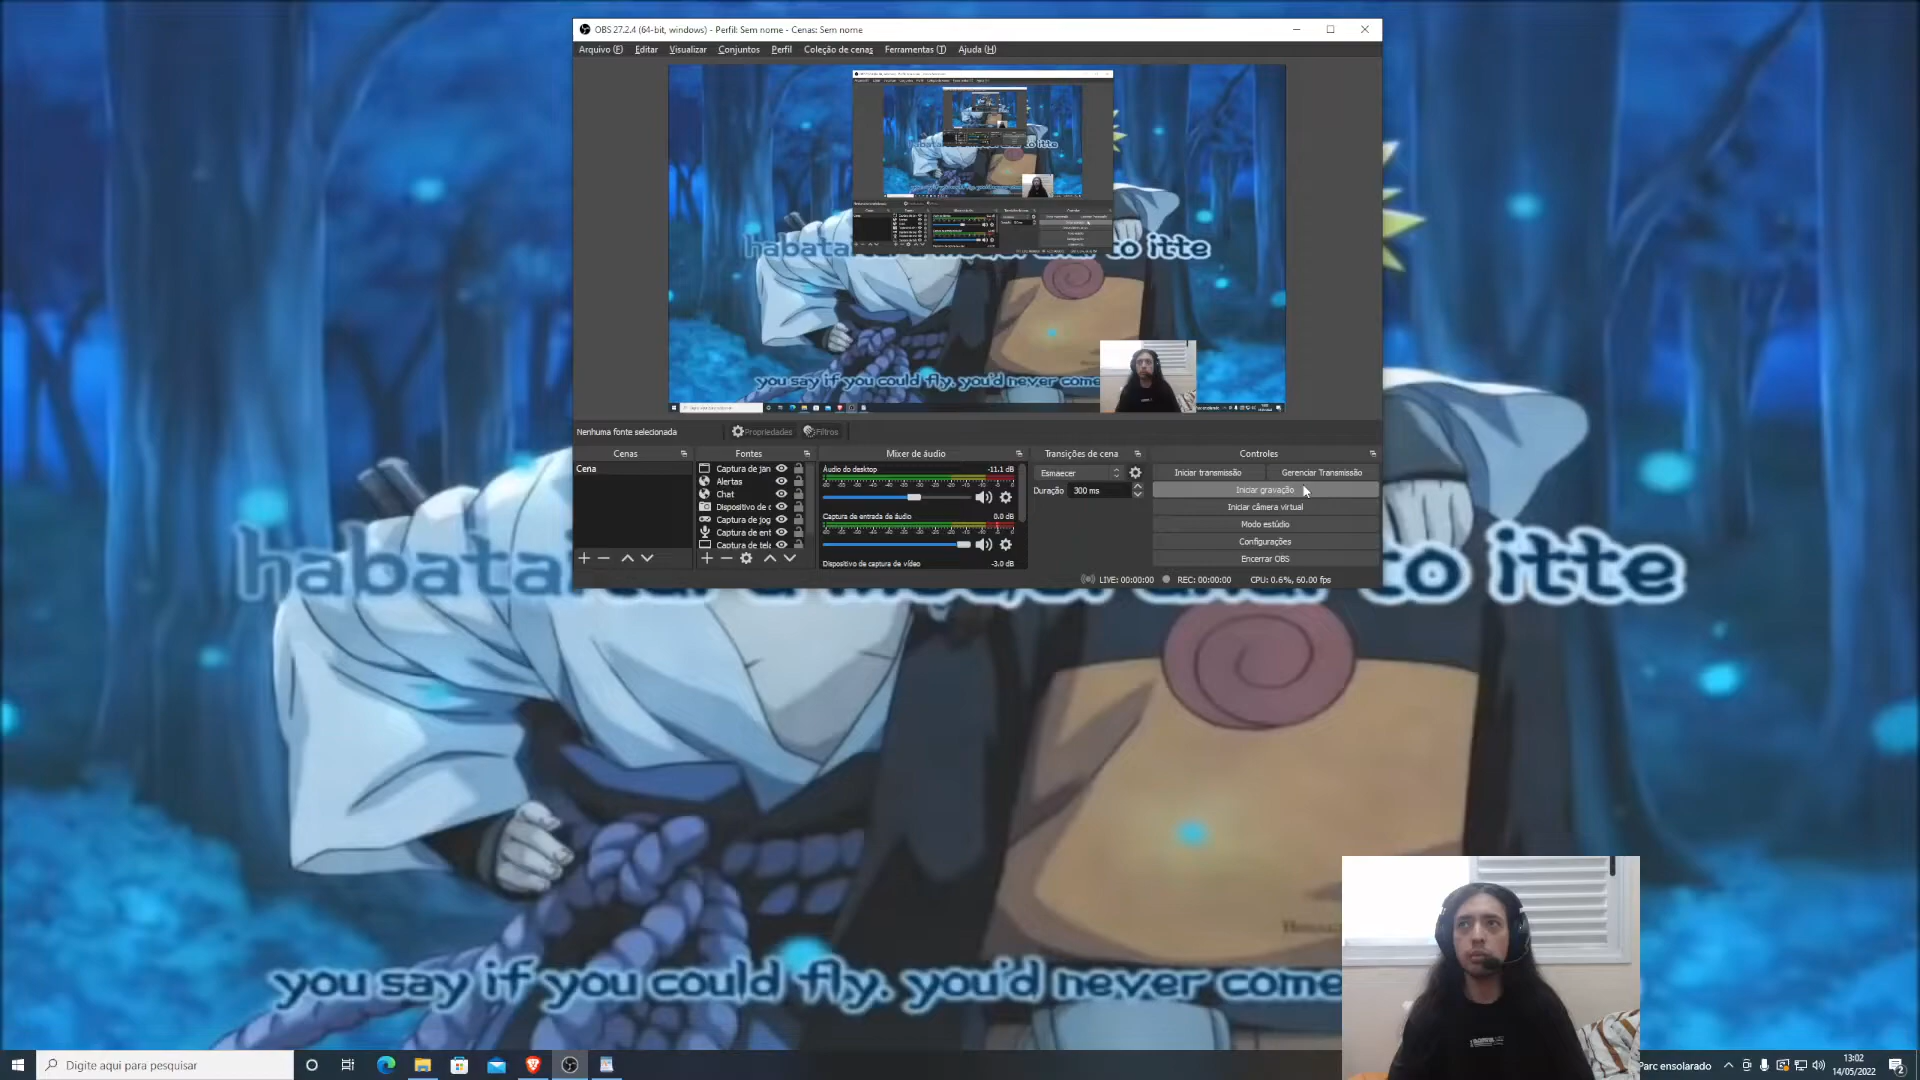 OBS 27.2.4 (64-bit, windows) - Perfil: Sem nome - Cenas: Sem nome
Arquivo (F) Editar Visualizar Conjuntos Perfil Coleção de cenas Ferramentas (T) Ajuda (H)
to itte
you say if you could fly, you'd never come
Nenhuma fonte selecionada Propriedades Filtros
Cenas Fontes Mixer de áudio Transições de cena Controles
Cena
Captura de jan
Alertas
Chat
Dispositivo de c
Captura de jog
Captura de ent
Captura de tela
Áudio do desktop -11.1 dB
Captura de entrada de áudio 0.0 dB
Dispositivo de captura de vídeo -3.0 dB
Esmaecer
Duração 300 ms
Iniciar transmissão Gerenciar Transmissão
Iniciar gravação
Iniciar câmera virtual
Modo estúdio
Configurações
Encerrar OBS
LIVE: 00:00:00 REC: 00:00:00 CPU: 0.6%, 60.00 fps
habata to itte
you say if you could fly, you'd never come
Digite aqui para pesquisar
Parc ensolarado
13:02
14/05/2022
2